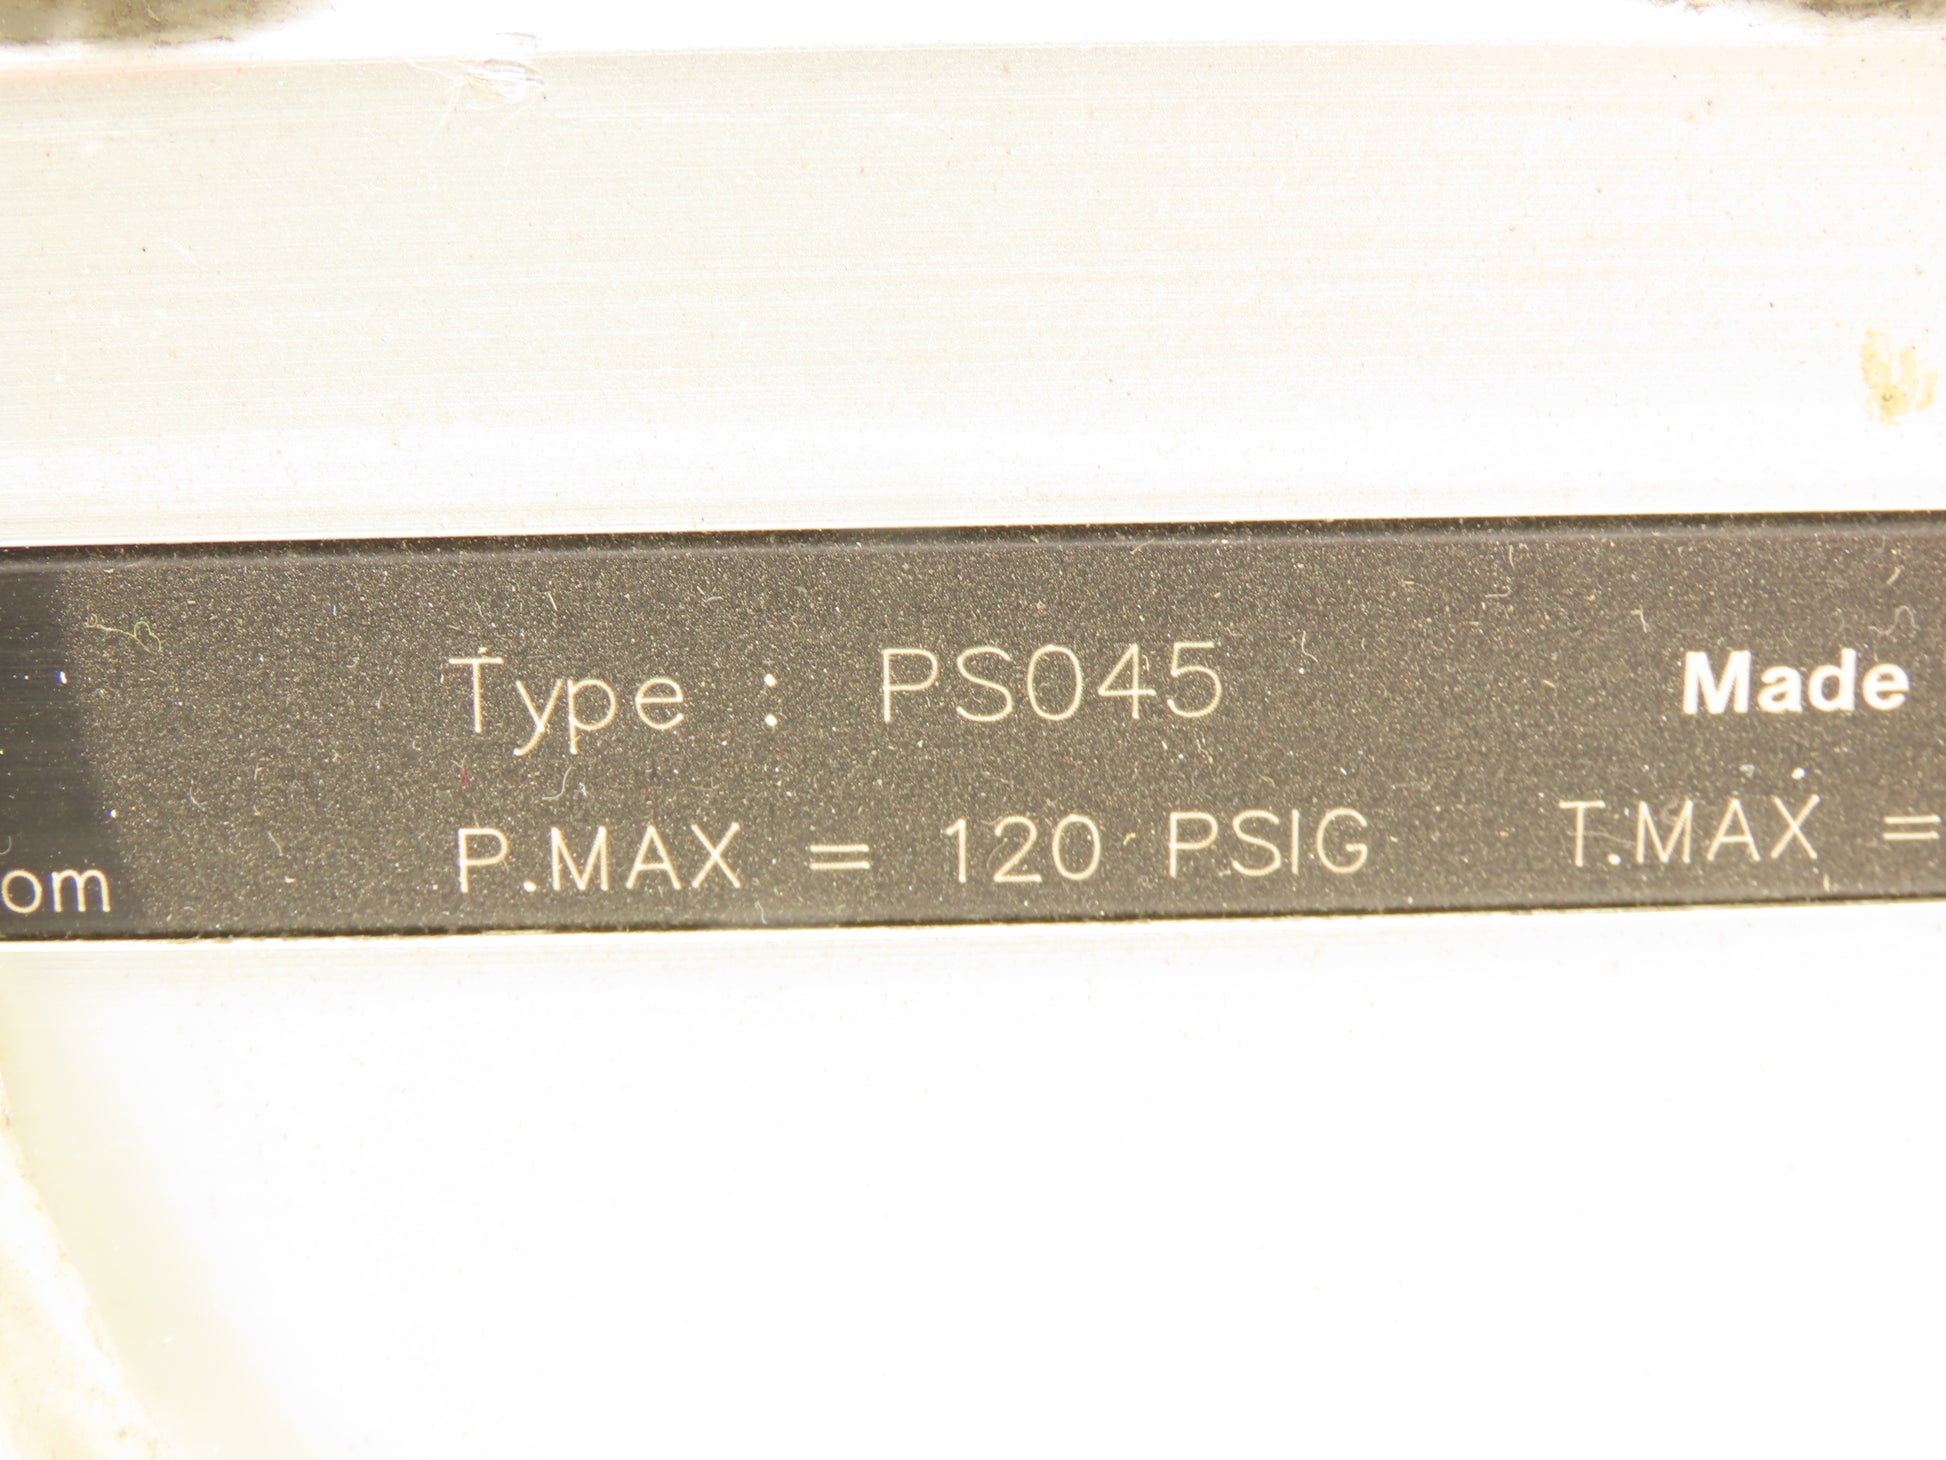 Type : PS045 Made
om P.MAX = 120 PSIG T.MAX =